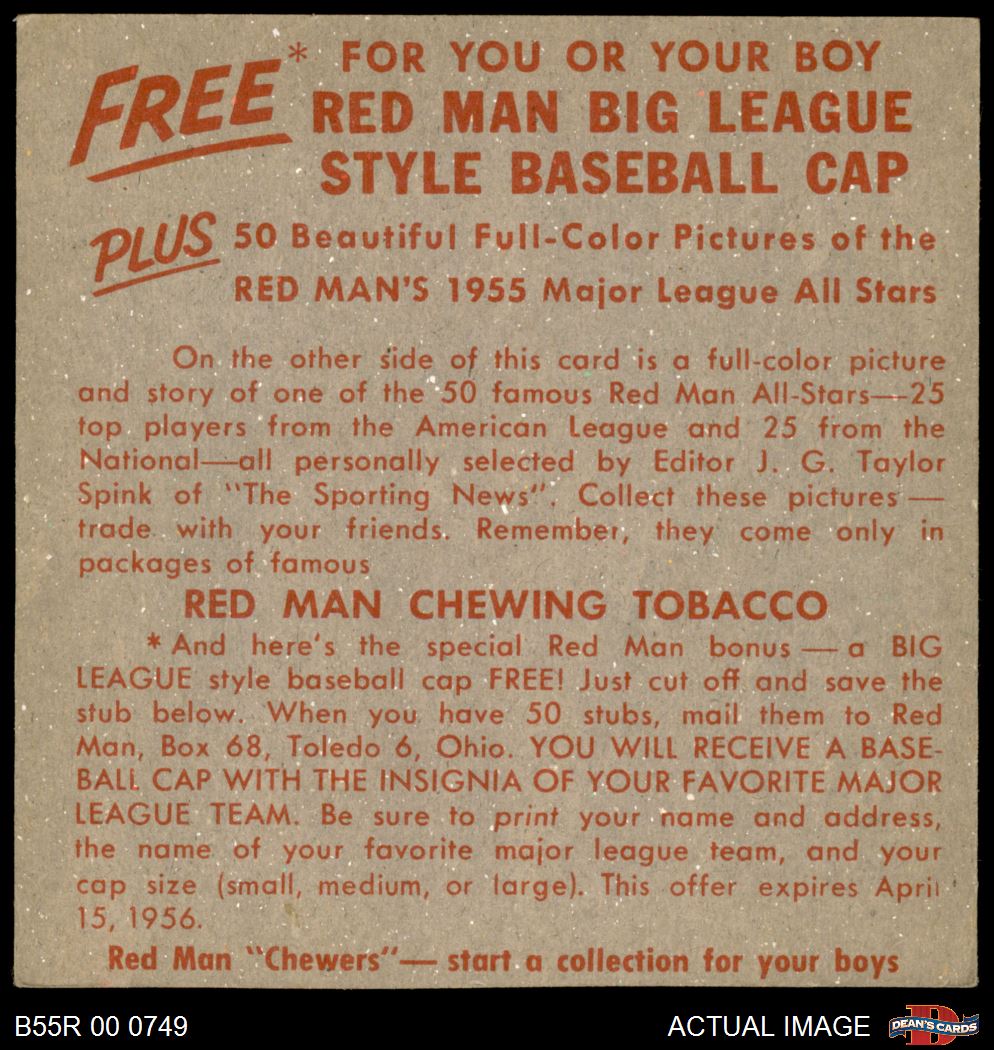 FREE* FOR YOU OR YOUR BOY
RED MAN BIG LEAGUE
STYLE BASEBALL CAP
PLUS 50 Beautiful Full-Color Pictures of the
RED MAN'S 1955 Major League All Stars
On the other side of this card is a full-color picture
and story of one of the 50 famous Red Man All-Stars—25
top players from the American League and 25 from the
National—all personally selected by Editor J. G. Taylor
Spink of "The Sporting News". Collect these pictures—
trade with your friends. Remember, they come only in
packages of famous
RED MAN CHEWING TOBACCO
* And here's the special Red Man bonus — a BIG
LEAGUE style baseball cap FREE! Just cut off and save the
stub below. When you have 50 stubs, mail them to Red
Man, Box 68, Toledo 6, Ohio. YOU WILL RECEIVE A BASE-
BALL CAP WITH THE INSIGNIA OF YOUR FAVORITE MAJOR
LEAGUE TEAM. Be sure to print your name and address,
the name of your favorite major league team, and your
cap size (small, medium, or large). This offer expires April
15, 1956.
Red Man "Chewers"— start a collection for your boys
B55R 00 0749
ACTUAL IMAGE
DEAN'S CARDS